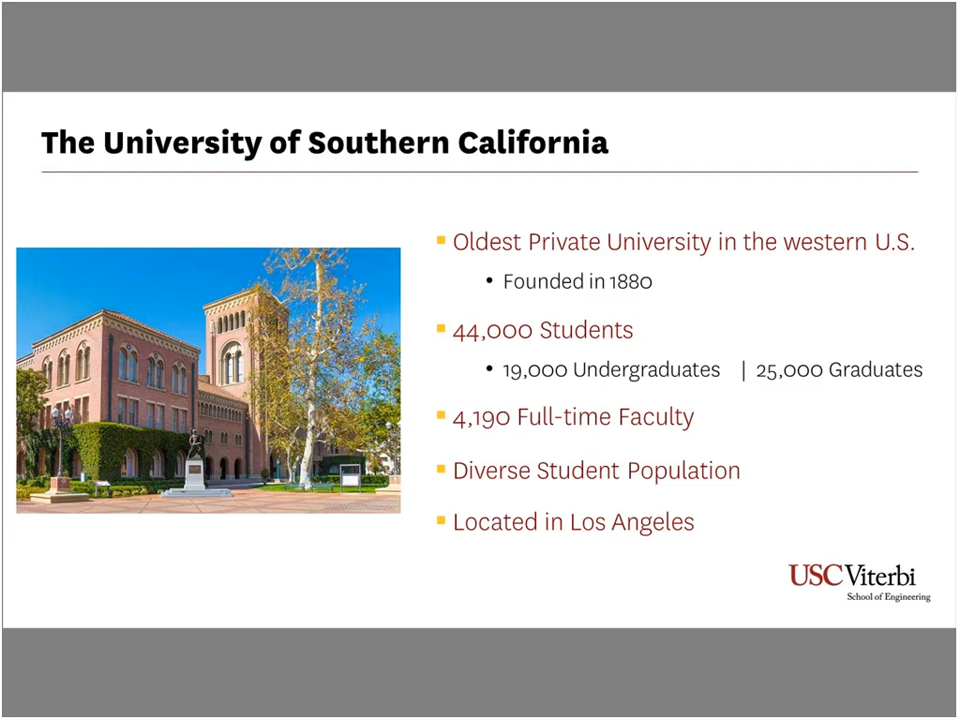 The University of Southern California
▪ Oldest Private University in the western U.S.
• Founded in 1880
▪ 44,000 Students
• 19,000 Undergraduates | 25,000 Graduates
▪ 4,190 Full-time Faculty
▪ Diverse Student Population
▪ Located in Los Angeles
USC Viterbi
School of Engineering